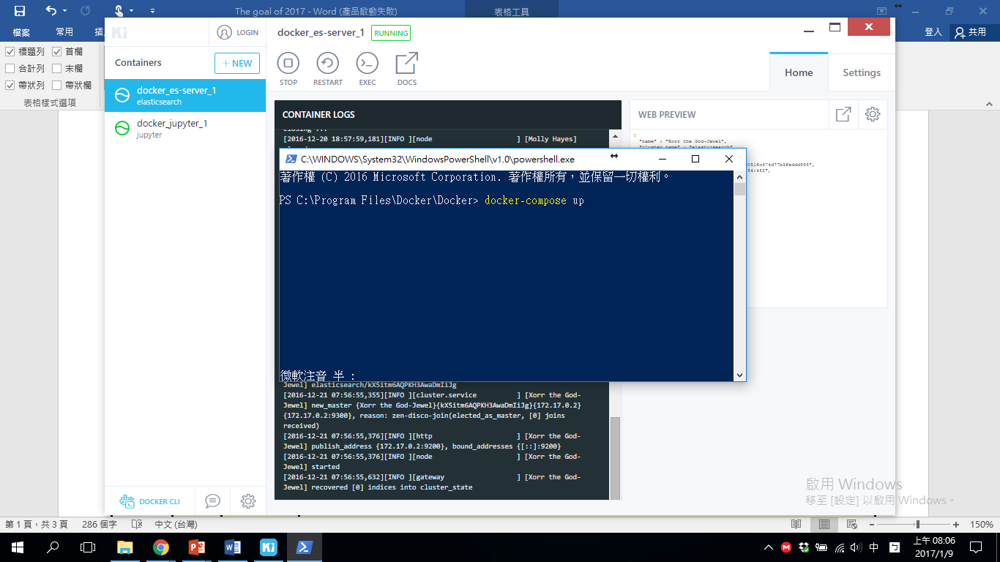 The goal of 2017 - Word (產品啟動失敗)
表格工具
檔案
常用
插
登入
共用
標題列
首欄
合計列
末欄
帶狀列
帶狀欄
表格樣式選項
LOGIN
Containers
+ NEW
docker_es-server_1
elasticsearch
docker_jupyter_1
jupyter
DOCKER CLI
docker_es-server_1
RUNNING
STOP
RESTART
EXEC
DOCS
Home
Settings
CONTAINER LOGS
closing ...
[2016-12-20 18:57:59,181][INFO ][node ] [Molly Hayes]
WEB PREVIEW
{
"name" : "Xorr the God-Jewel",
"cluster_name" : "elasticsearch",
C:\WINDOWS\System32\WindowsPowerShell\v1.0\powershell.exe
著作權 (C) 2016 Microsoft Corporation. 著作權所有，並保留一切權利。
PS C:\Program Files\Docker\Docker> docker-compose up
微軟注音 半 :
Jewel] elasticsearch/kX5itm6AQPKH3AwaDmIiJg
[2016-12-21 07:56:55,355][INFO ][cluster.service ] [Xorr the God-
Jewel] new_master {Xorr the God-Jewel}{kX5itm6AQPKH3AwaDmIiJg}{172.17.0.2}
{172.17.0.2:9300}, reason: zen-disco-join(elected_as_master, [0] joins
received)
[2016-12-21 07:56:55,376][INFO ][http ] [Xorr the God-
Jewel] publish_address {172.17.0.2:9200}, bound_addresses {[::]:9200}
[2016-12-21 07:56:55,376][INFO ][node ] [Xorr the God-
Jewel] started
[2016-12-21 07:56:55,632][INFO ][gateway ] [Xorr the God-
Jewel] recovered [0] indices into cluster_state
啟用 Windows
移至 [設定] 以啟用 Windows。
第 1 頁，共 3 頁
286 個字
中文 (台灣)
150%
中
上午 08:06
2017/1/9